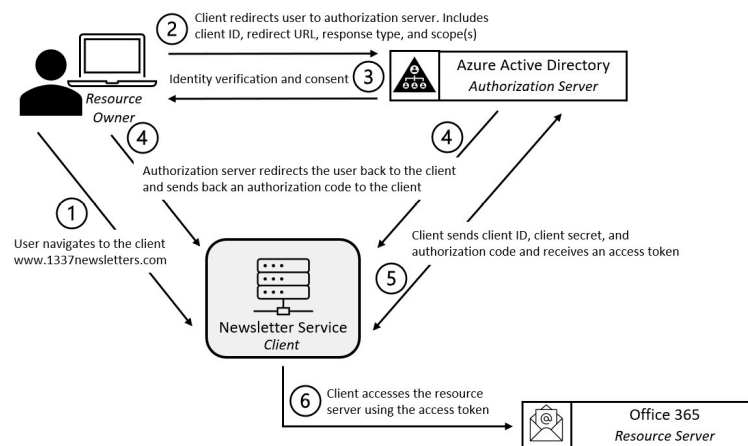 2
Client redirects user to authorization server. Includes
client ID, redirect URL, response type, and scope(s)
Identity verification and consent
3
Azure Active Directory
Authorization Server
Resource
Owner
4
4
Authorization server redirects the user back to the client
and sends back an authorization code to the client
1
User navigates to the client
www.1337newsletters.com
Client sends client ID, client secret, and
authorization code and receives an access token
5
Newsletter Service
Client
6
Client accesses the resource
server using the access token
@
Office 365
Resource Server